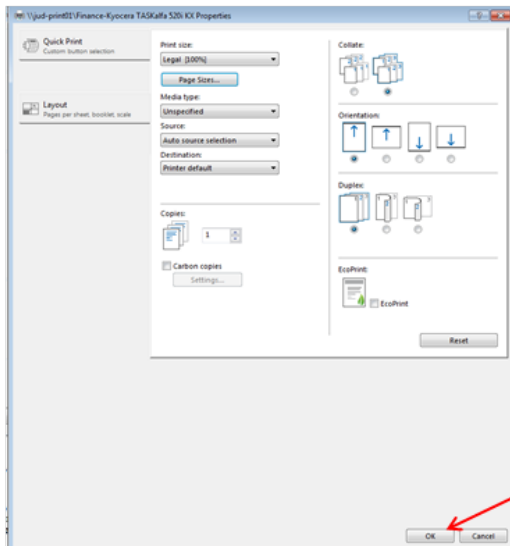 \\jud-print01\Finance-Kyocera TASKalfa 520i KX Properties
Quick Print
Custom button selection
Layout
Pages per sheet, booklet, scale
Print size:
Legal [100%]
Page Sizes...
Media type:
Unspecified
Source:
Auto source selection
Destination:
Printer default
Copies:
1
Carbon copies
Settings...
Collate:
Orientation:
Duplex:
EcoPrint:
EcoPrint
Reset
OK
Cancel